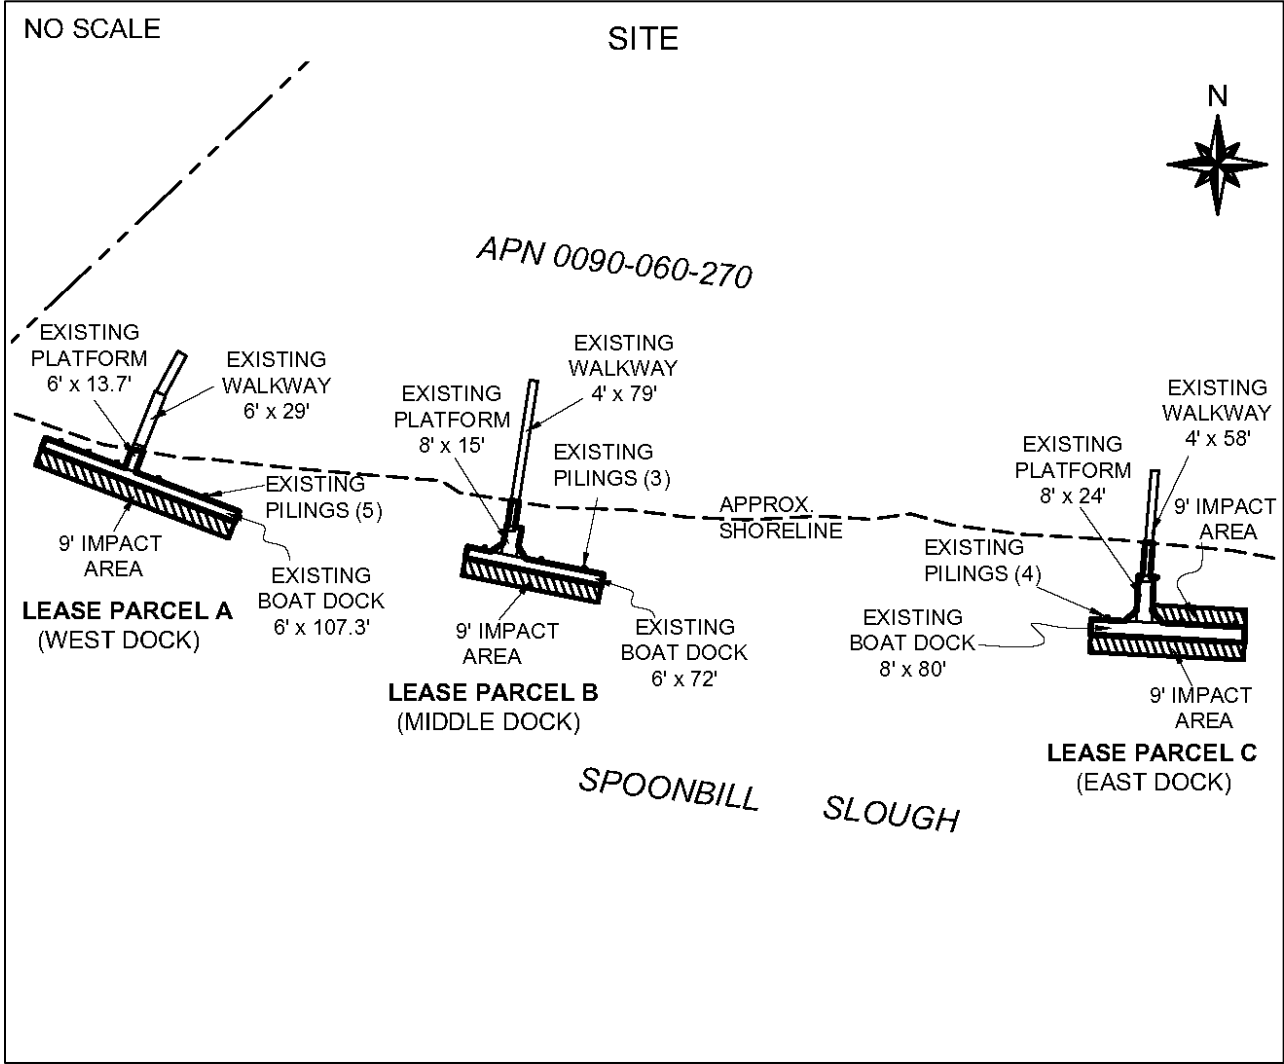 NO SCALE
SITE
N
APN 0090-060-270
EXISTING
PLATFORM
6' x 13.7'
EXISTING
WALKWAY
6' x 29'
EXISTING
PILINGS (5)
9' IMPACT
AREA
EXISTING
BOAT DOCK
6' x 107.3'
LEASE PARCEL A
(WEST DOCK)
EXISTING
WALKWAY
4' x 79'
EXISTING
PLATFORM
8' x 15'
EXISTING
PILINGS (3)
9' IMPACT
AREA
EXISTING
BOAT DOCK
6' x 72'
LEASE PARCEL B
(MIDDLE DOCK)
APPROX.
SHORELINE
EXISTING
WALKWAY
4' x 58'
EXISTING
PLATFORM
8' x 24'
9' IMPACT
AREA
EXISTING
PILINGS (4)
EXISTING
BOAT DOCK
8' x 80'
9' IMPACT
AREA
LEASE PARCEL C
(EAST DOCK)
SPOONBILL SLOUGH